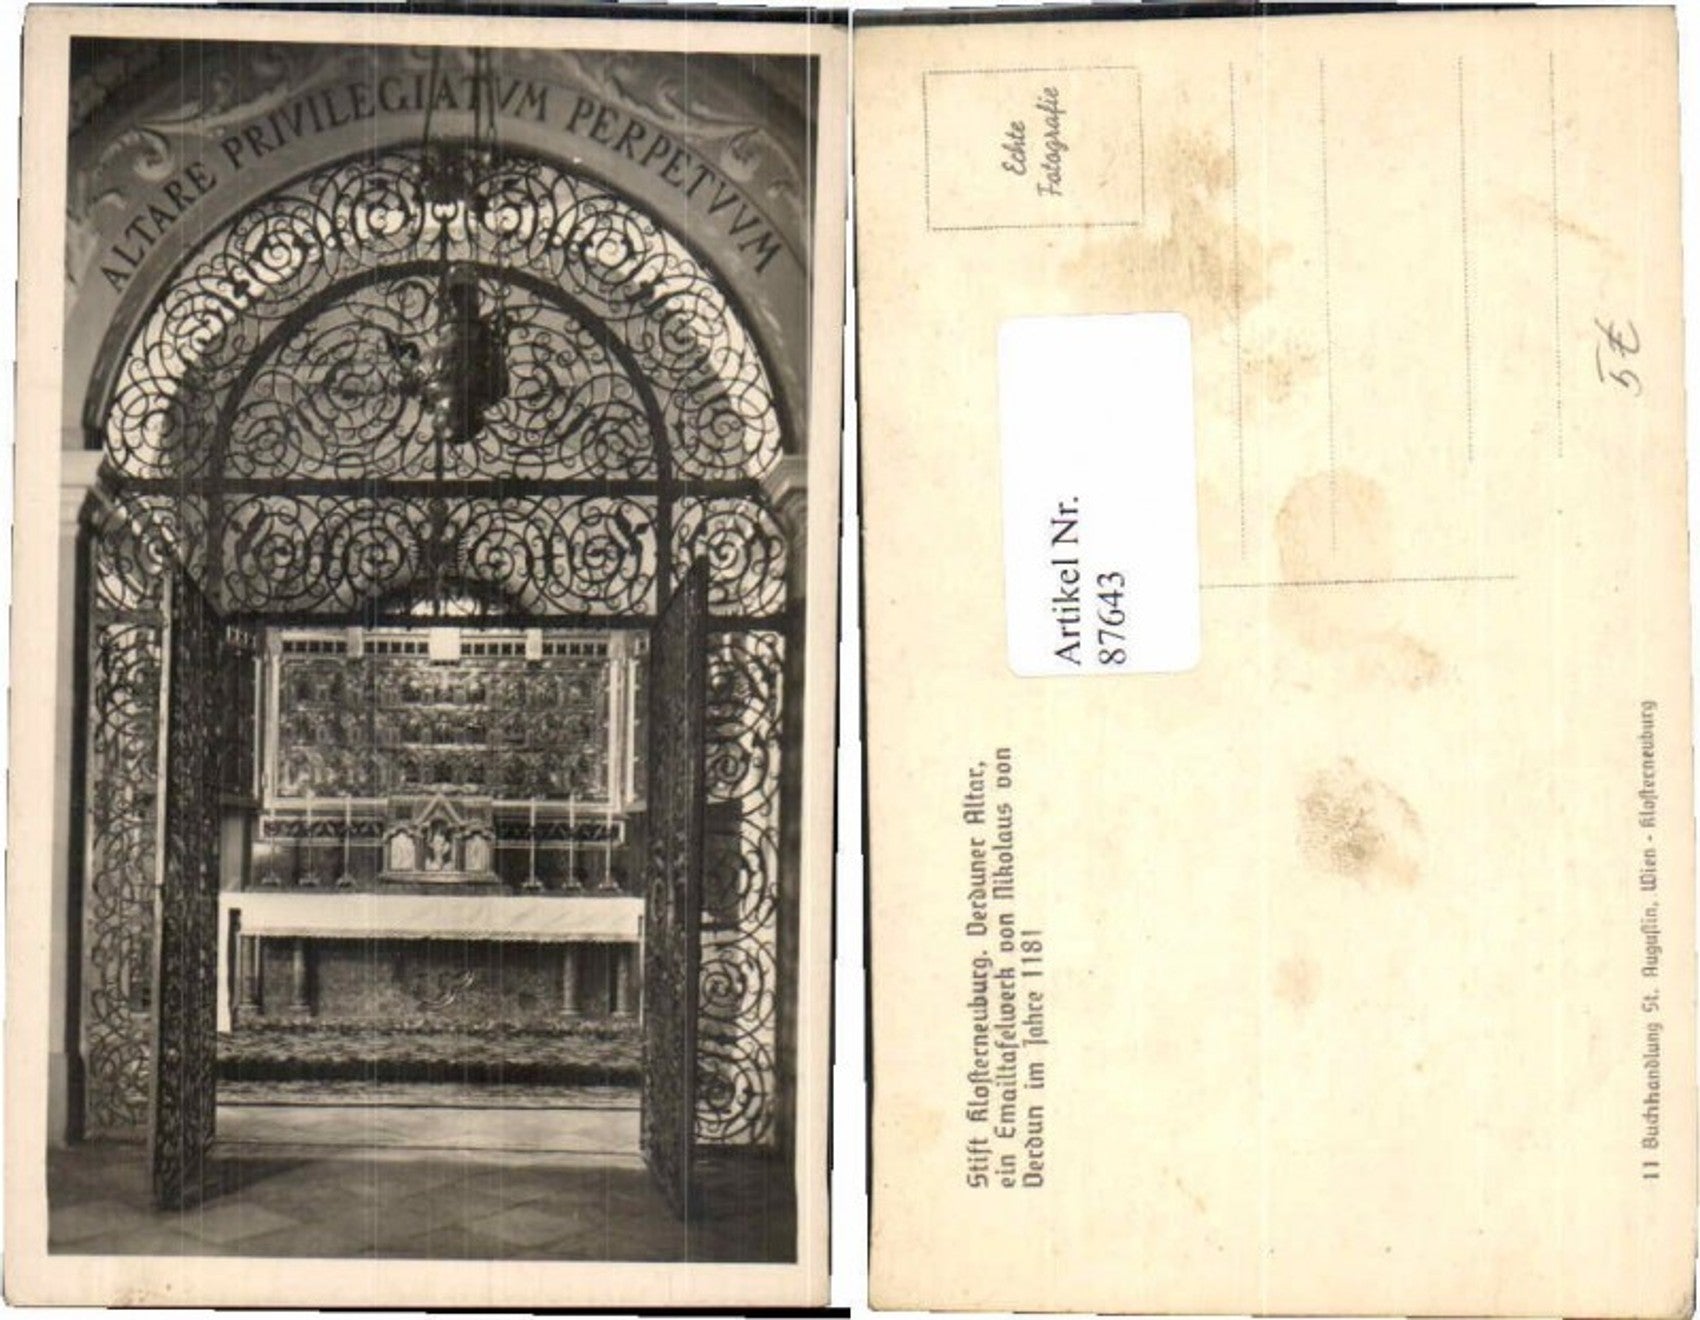 ALTARE PRIVILEGIATVM PERPETVVM
Echte
Fotografie
5 €
Artikel Nr.
87643
Stift Klosterneuburg. Verduner Altar,
ein Emailtafelwerk von Nikolaus von
Verdun im Jahre 1181
11 Buchhandlung St. Augustin, Wien - Klosterneuburg